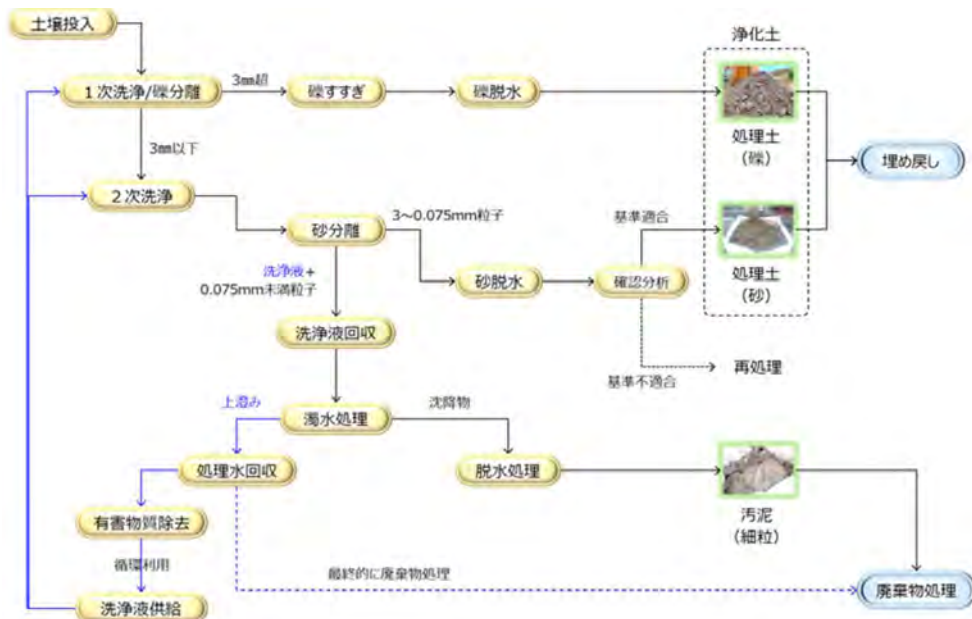 土壌投入
浄化土
1次洗浄/礫分離
3㎜超
礫すすぎ
礫脱水
処理土
(礫)
埋め戻し
3㎜以下
2次洗浄
砂分離
3～0.075mm粒子
基準適合
洗浄液+
0.075mm未満粒子
砂脱水
確認分析
処理土
(砂)
洗浄液回収
基準不適合
再処理
上澄み
濁水処理
沈降物
処理水回収
脱水処理
汚泥
(細粒)
有害物質除去
循環利用
最終的に廃棄物処理
洗浄液供給
廃棄物処理